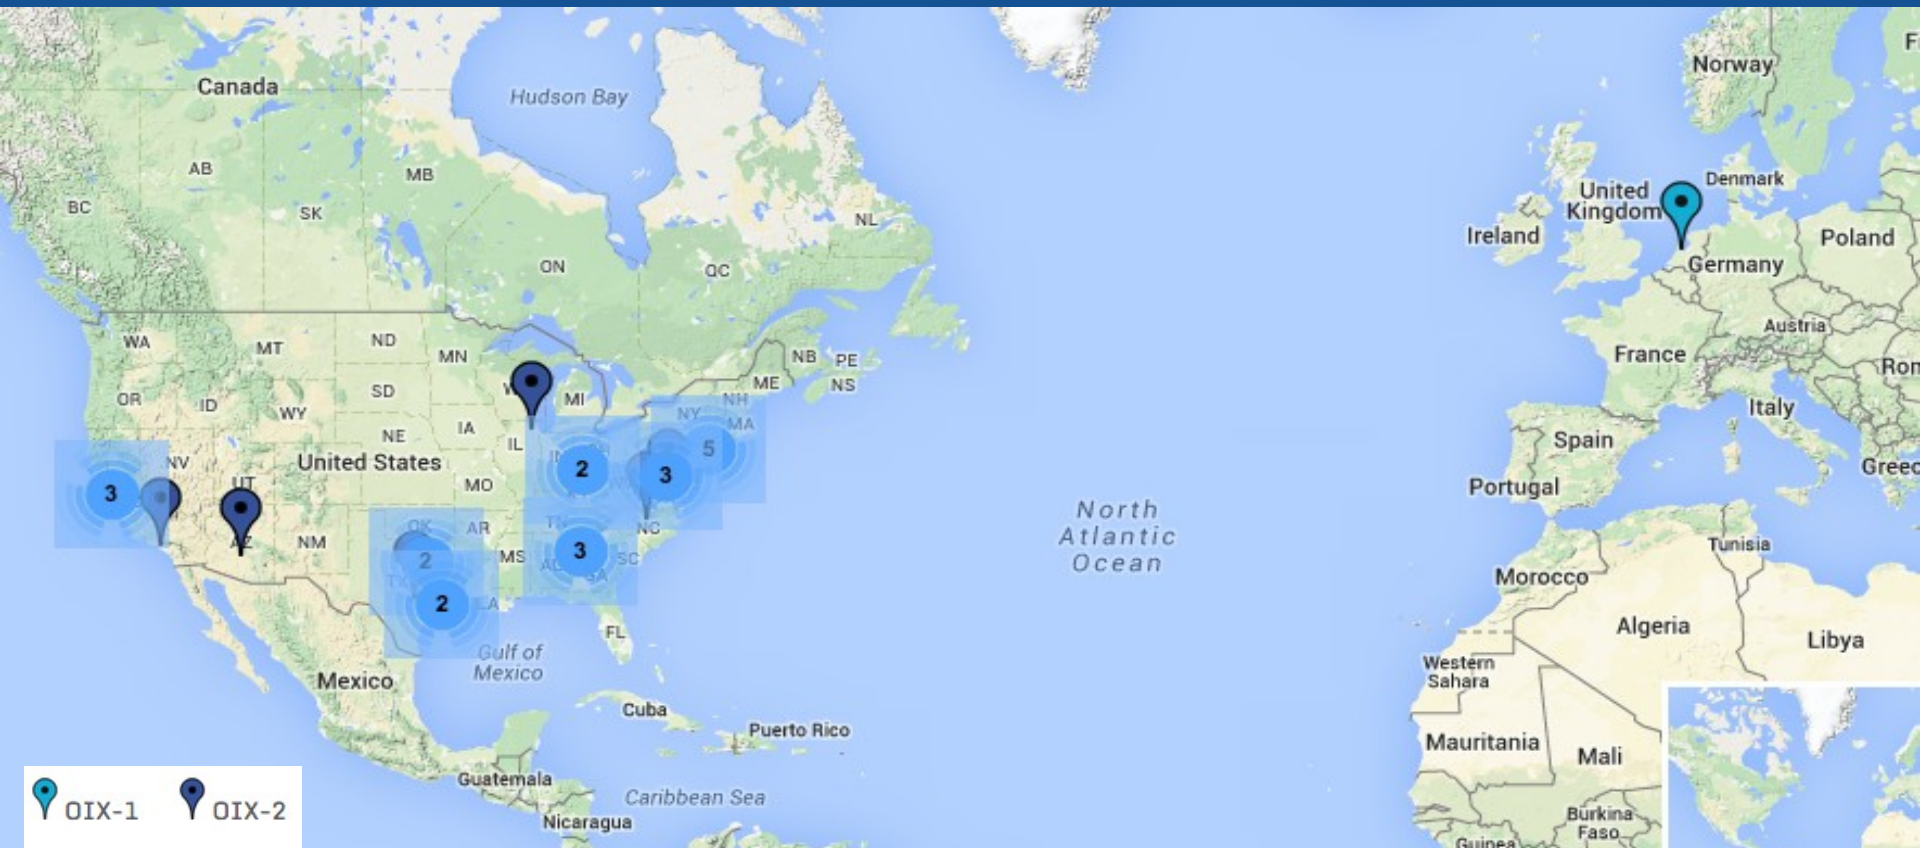 Canada
Hudson Bay
Norway
AB
MB
BC
SK
NL
United
Kingdom
Denmark
Ireland
Poland
ON
QC
Germany
WA
MT
ND
MN
NB
PE
NS
Austria
France
OR
ID
WY
SD
MI
ME
NH
NY
MA
Italy
NE
IA
IL
Spain
NV
United States
2
3
5
UT
MO
3
Portugal
North
Atlantic
Ocean
AZ
NM
OK
AR
TN
NC
MS
3
SC
GA
2
2
LA
FL
Tunisia
Morocco
Algeria
Libya
Gulf of
Mexico
Western
Sahara
Mexico
Cuba
Puerto Rico
Mauritania
Mali
Guatemala
Caribbean Sea
Nicaragua
Burkina
Faso
Guinea
OIX-1
OIX-2